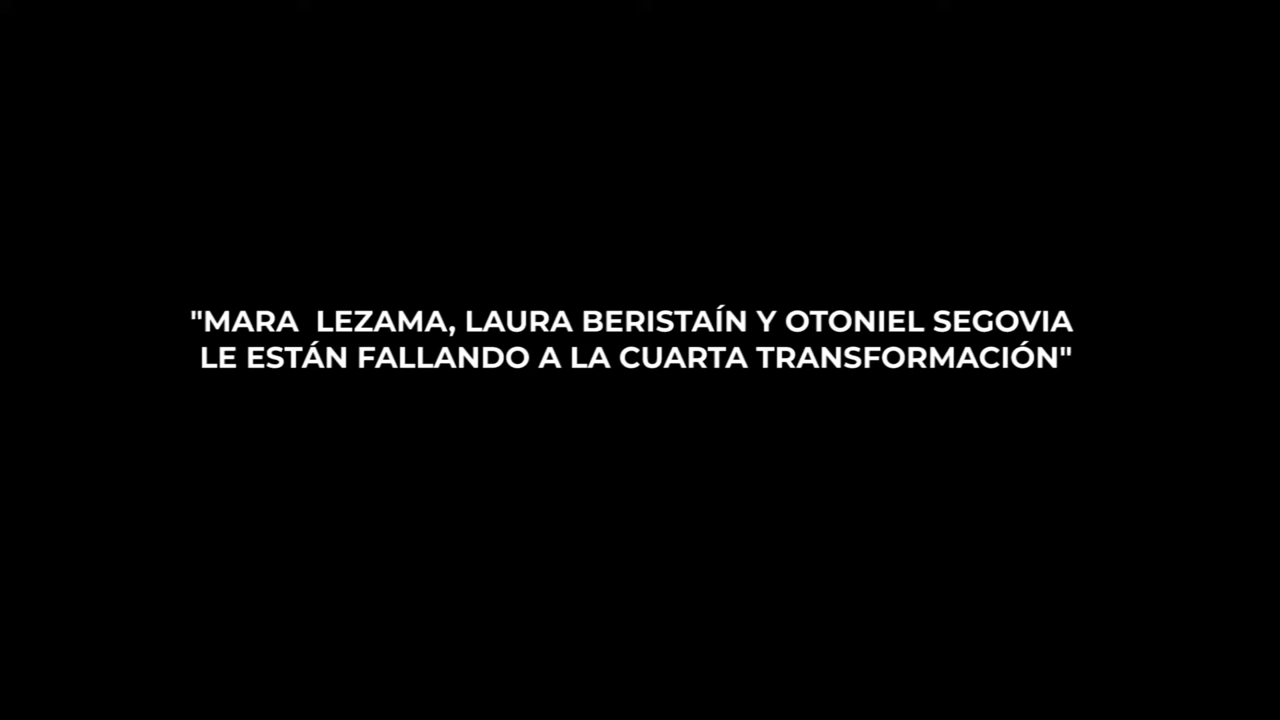 "MARA  LEZAMA, LAURA BERISTAÍN Y OTONIEL SEGOVIA
LE ESTÁN FALLANDO A LA CUARTA TRANSFORMACIÓN"